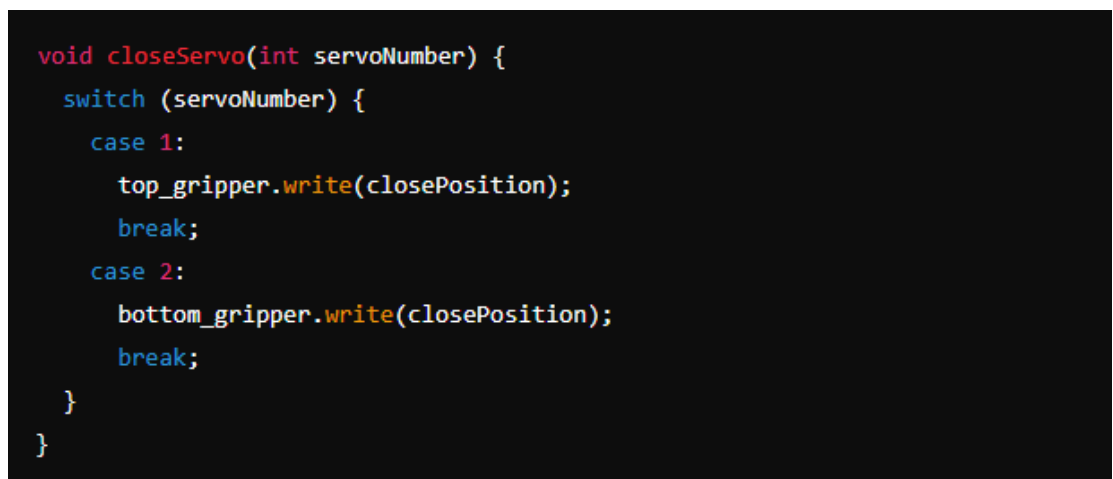 void closeServo(int servoNumber) {
  switch (servoNumber) {
    case 1:
      top_gripper.write(closePosition);
      break;
    case 2:
      bottom_gripper.write(closePosition);
      break;
  }
}